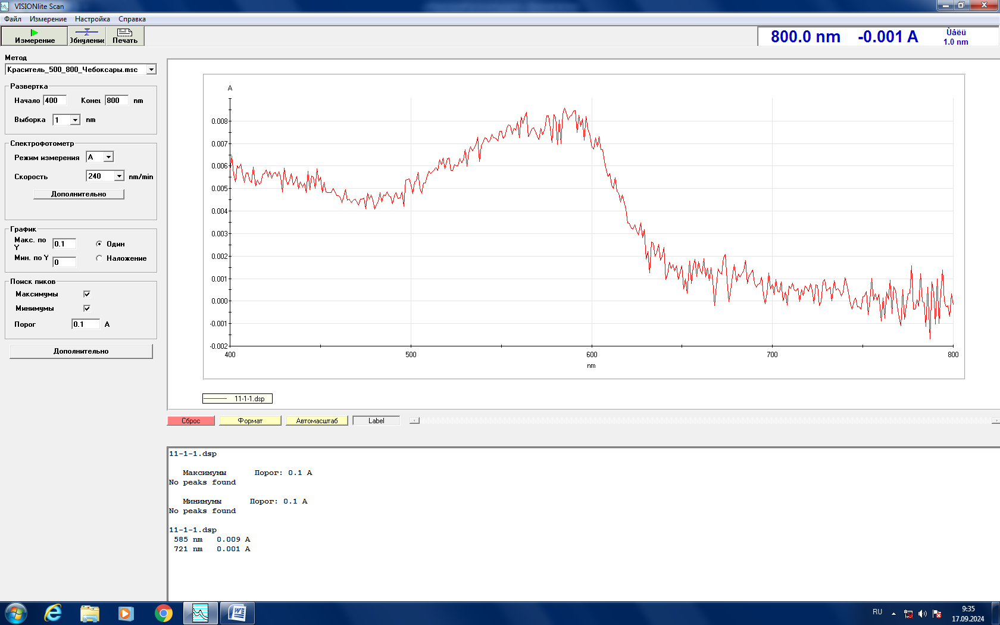 VISIONlite Scan
Файл Измерение Настройка Справка
Измерение Обнуление Печать
800.0 nm -0.001 A
Ùåëü
1.0 nm
Метод
Краситель_500_800_Чебоксары.msc
Развертка
Начало 400 Конец 800 nm
Выборка 1 nm
Спектрофотометр
Режим измерения A
Скорость 240 nm/min
Дополнительно
График
Макс. по Y 0.1
Один
Мин. по Y 0
Наложение
Поиск пиков
Максимумы
Минимумы
Порог 0.1 A
Дополнительно
A
0.008
0.007
0.006
0.005
0.004
0.003
0.002
0.001
0.000
-0.001
-0.002
400 500 600 700 800
nm
11-1-1.dsp
Сброс Формат Автомасштаб Label
11-1-1.dsp
Максимумы Порог: 0.1 A
No peaks found
Минимумы Порог: 0.1 A
No peaks found
11-1-1.dsp
585 nm 0.009 A
721 nm 0.001 A
RU
9:35
17.09.2024